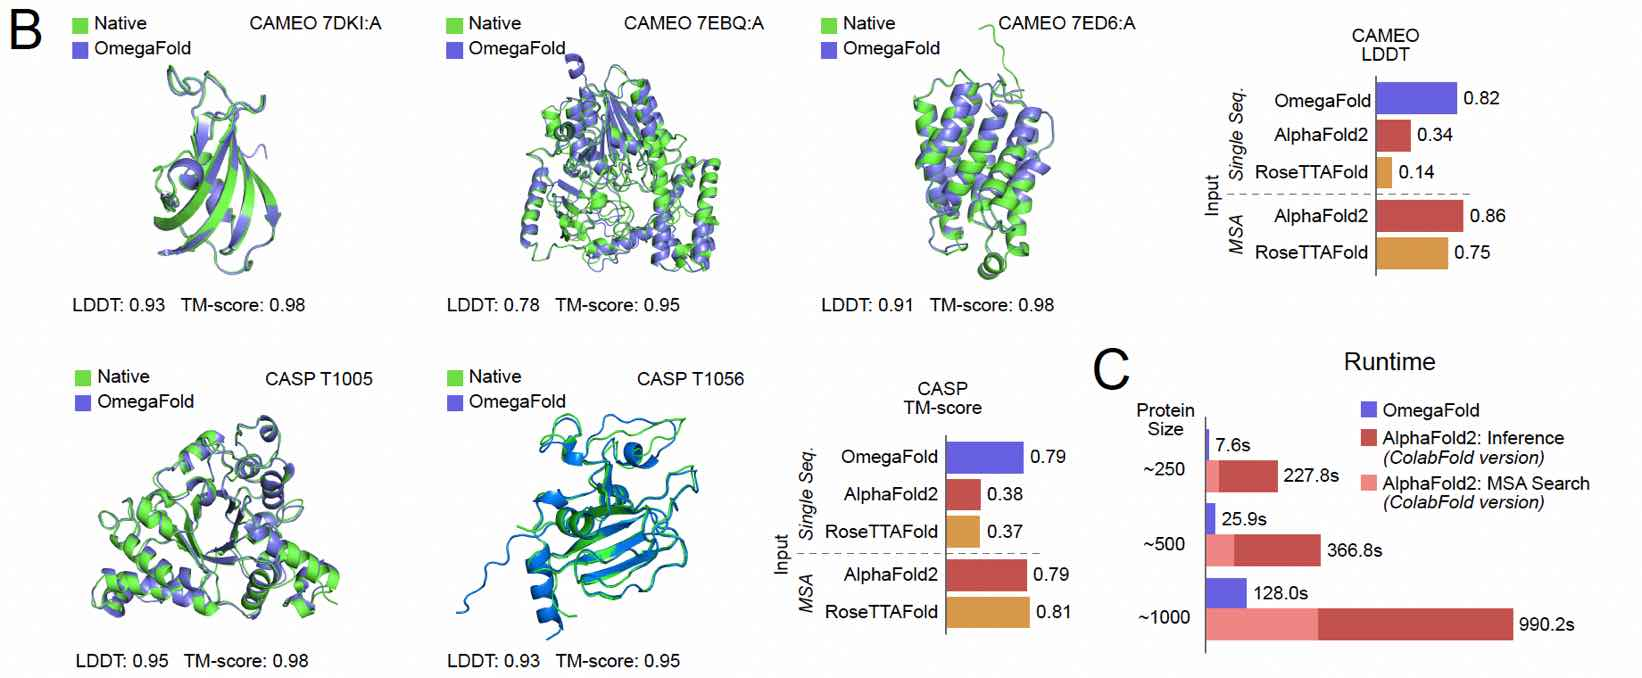 B
Native
OmegaFold
CAMEO 7DKI:A
LDDT: 0.93 TM-score: 0.98
Native
OmegaFold
CAMEO 7EBQ:A
LDDT: 0.78 TM-score: 0.95
Native
OmegaFold
CAMEO 7ED6:A
LDDT: 0.91 TM-score: 0.98
CAMEO
LDDT
Input
Single Seq.
OmegaFold 0.82
AlphaFold2 0.34
RoseTTAFold 0.14
MSA
AlphaFold2 0.86
RoseTTAFold 0.75
Native
OmegaFold
CASP T1005
LDDT: 0.95 TM-score: 0.98
Native
OmegaFold
CASP T1056
LDDT: 0.93 TM-score: 0.95
CASP
TM-score
Input
Single Seq.
OmegaFold 0.79
AlphaFold2 0.38
RoseTTAFold 0.37
MSA
AlphaFold2 0.79
RoseTTAFold 0.81
C
Runtime
Protein
Size
OmegaFold
AlphaFold2: Inference
(ColabFold version)
AlphaFold2: MSA Search
(ColabFold version)
7.6s
~250
227.8s
25.9s
~500
366.8s
128.0s
~1000
990.2s